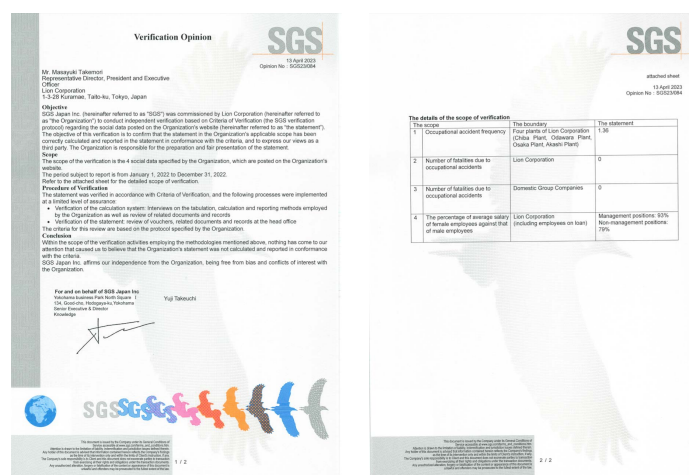 Verification Opinion
SGS
13 April 2023
Opinion No : SGS23/084
Mr. Masayuki Takemori
Representative Director, President and Executive
Officer
Lion Corporation
1-3-28 Kuramae, Taito-ku, Tokyo, Japan
Objective
SGS Japan Inc. (hereinafter referred to as "SGS") was commissioned by Lion Corporation (hereinafter referred to
as "the Organization") to conduct independent verification based on Criteria of Verification (the SGS verification
protocol) regarding the social data posted on the Organization's website (hereinafter referred to as "the statement").
The objective of this verification is to confirm that the statement in the Organization's applicable scope has been
correctly calculated and reported in the statement in conformance with the criteria, and to express our views as a
third party. The Organization is responsible for the preparation and fair presentation of the statement.
Scope
The scope of the verification is the 4 social data specified by the Organization, which are posted on the Organization's
website.
The period subject to report is from January 1, 2022 to December 31, 2022.
Refer to the attached sheet for the detailed scope of verification.
Procedure of Verification
The statement was verified in accordance with Criteria of Verification, and the following processes were implemented
at a limited level of assurance:
• Verification of the calculation system: Interviews on the tabulation, calculation and reporting methods employed
by the Organization as well as review of related documents and records
• Verification of the statement: review of vouchers, related documents and records at the head office
The criteria for this review are based on the protocol specified by the Organization.
Conclusion
Within the scope of the verification activities employing the methodologies mentioned above, nothing has come to our
attention that caused us to believe that the Organization's statement was not calculated and reported in conformance
with the criteria.
SGS Japan Inc. affirms our independence from the Organization, being free from bias and conflicts of interest with
the Organization.
For and on behalf of SGS Japan Inc
Yokohama business Park North Square I
134, Goudo-cho, Hodogaya-ku, Yokohama
Senior Executive & Director
Knowledge
Yuji Takeuchi
SGSSGSSGS
1 / 2
SGS
attached sheet
13 April 2023
Opinion No : SGS23/084
The details of the scope of verification
The scope The boundary The statement
1 Occupational accident frequency Four plants of Lion Corporation 1.36
(Chiba Plant, Odawara Plant,
Osaka Plant, Akashi Plant)
2 Number of fatalities due to Lion Corporation 0
occupational accidents
3 Number of fatalities due to Domestic Group Companies 0
occupational accidents
4 The percentage of average salary Lion Corporation Management positions: 93%
of female employees against that (including employees on loan) Non-management positions:
of male employees 79%
2 / 2